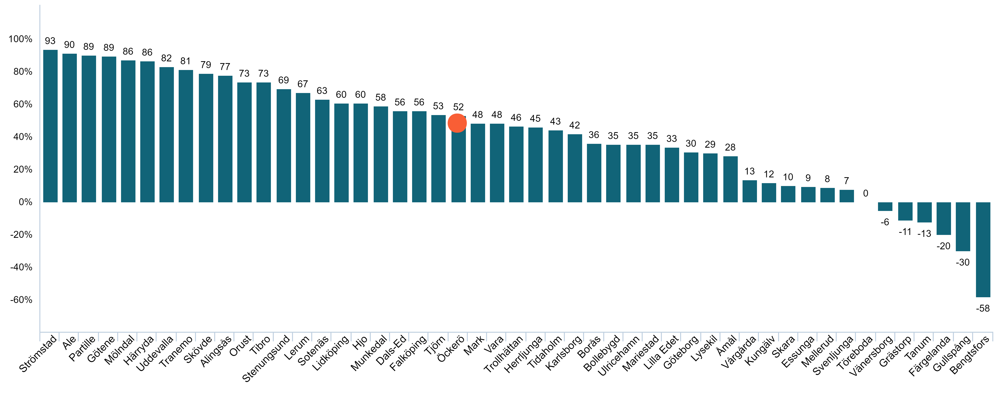 100%
80%
60%
40%
20%
0%
-20%
-40%
-60%
93
90
89
89
86
86
82
81
79
77
73
73
69
67
63
60
60
58
56
56
53
52
48
48
46
45
43
42
36
35
35
35
33
30
29
28
13
12
10
9
8
7
0
-6
-11
-13
-20
-30
-58
Strömstad
Ale
Partille
Götene
Mölndal
Härryda
Uddevalla
Tranemo
Skövde
Alingsås
Orust
Tibro
Stenungsund
Lerum
Sotenäs
Lidköping
Hjo
Munkedal
Dals-Ed
Falköping
Tjörn
Öckerö
Mark
Vara
Trollhättan
Herrljunga
Tidaholm
Karlsborg
Borås
Bollebygd
Ulricehamn
Mariestad
Lilla Edet
Göteborg
Lysekil
Åmål
Vårgårda
Kungälv
Skara
Essunga
Mellerud
Svenljunga
Töreboda
Vänersborg
Grästorp
Tanum
Färgelanda
Gullspång
Bengtsfors